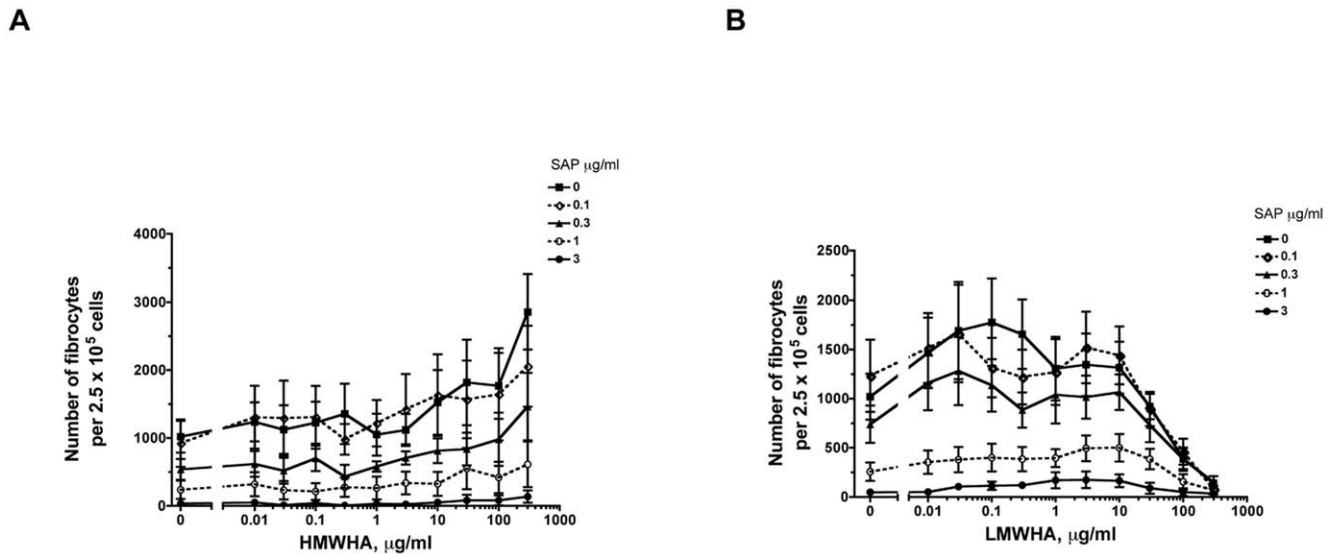 A
SAP μg/ml
0
0.1
0.3
1
3
4000
3000
2000
1000
0
Number of fibrocytes
per 2.5 x 10⁵ cells
0 0.01 0.1 1 10 100 1000
HMWHA, μg/ml
B
SAP μg/ml
0
0.1
0.3
1
3
2500
2000
1500
1000
500
0
Number of fibrocytes
per 2.5 x 10⁵ cells
0 0.01 0.1 1 10 100 1000
LMWHA, μg/ml